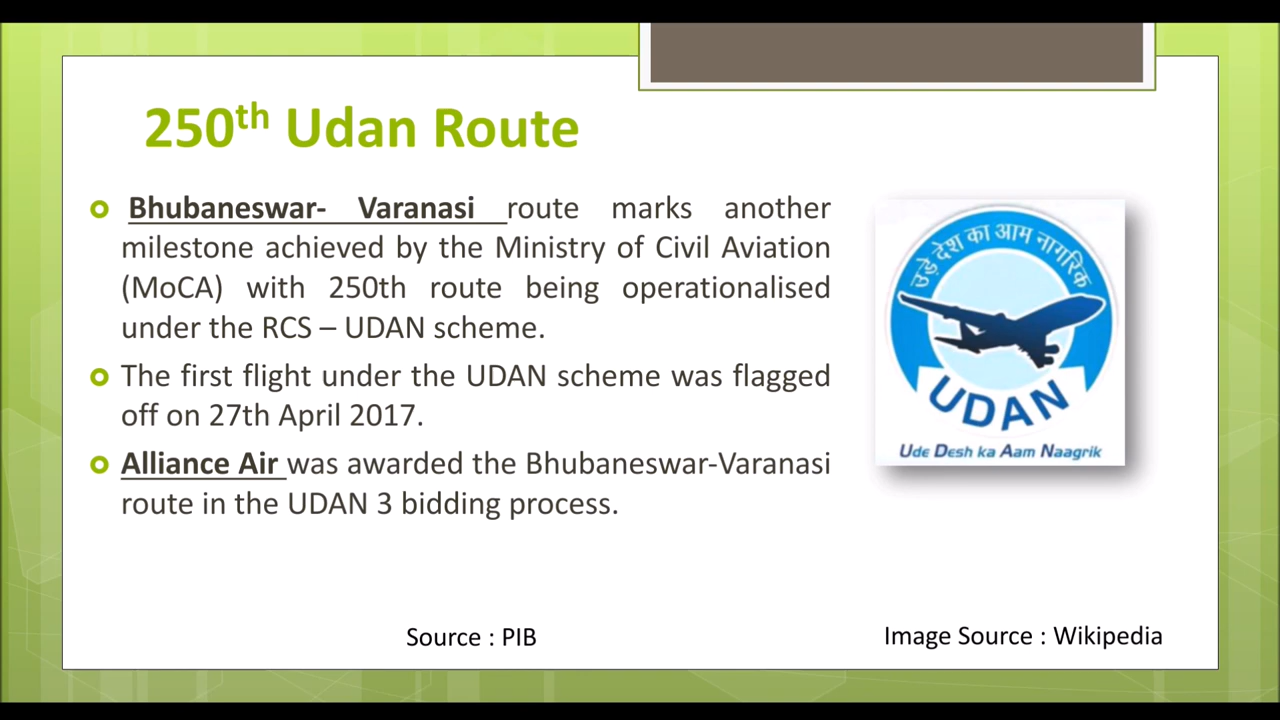 250th Udan Route
Bhubaneswar- Varanasi route marks another
milestone achieved by the Ministry of Civil Aviation
(MoCA) with 250th route being operationalised
under the RCS – UDAN scheme.
The first flight under the UDAN scheme was flagged
off on 27th April 2017.
Alliance Air was awarded the Bhubaneswar-Varanasi
route in the UDAN 3 bidding process.
उड़े देश का आम नागरिक
UDAN
Ude Desh ka Aam Naagrik
Source : PIB
Image Source : Wikipedia